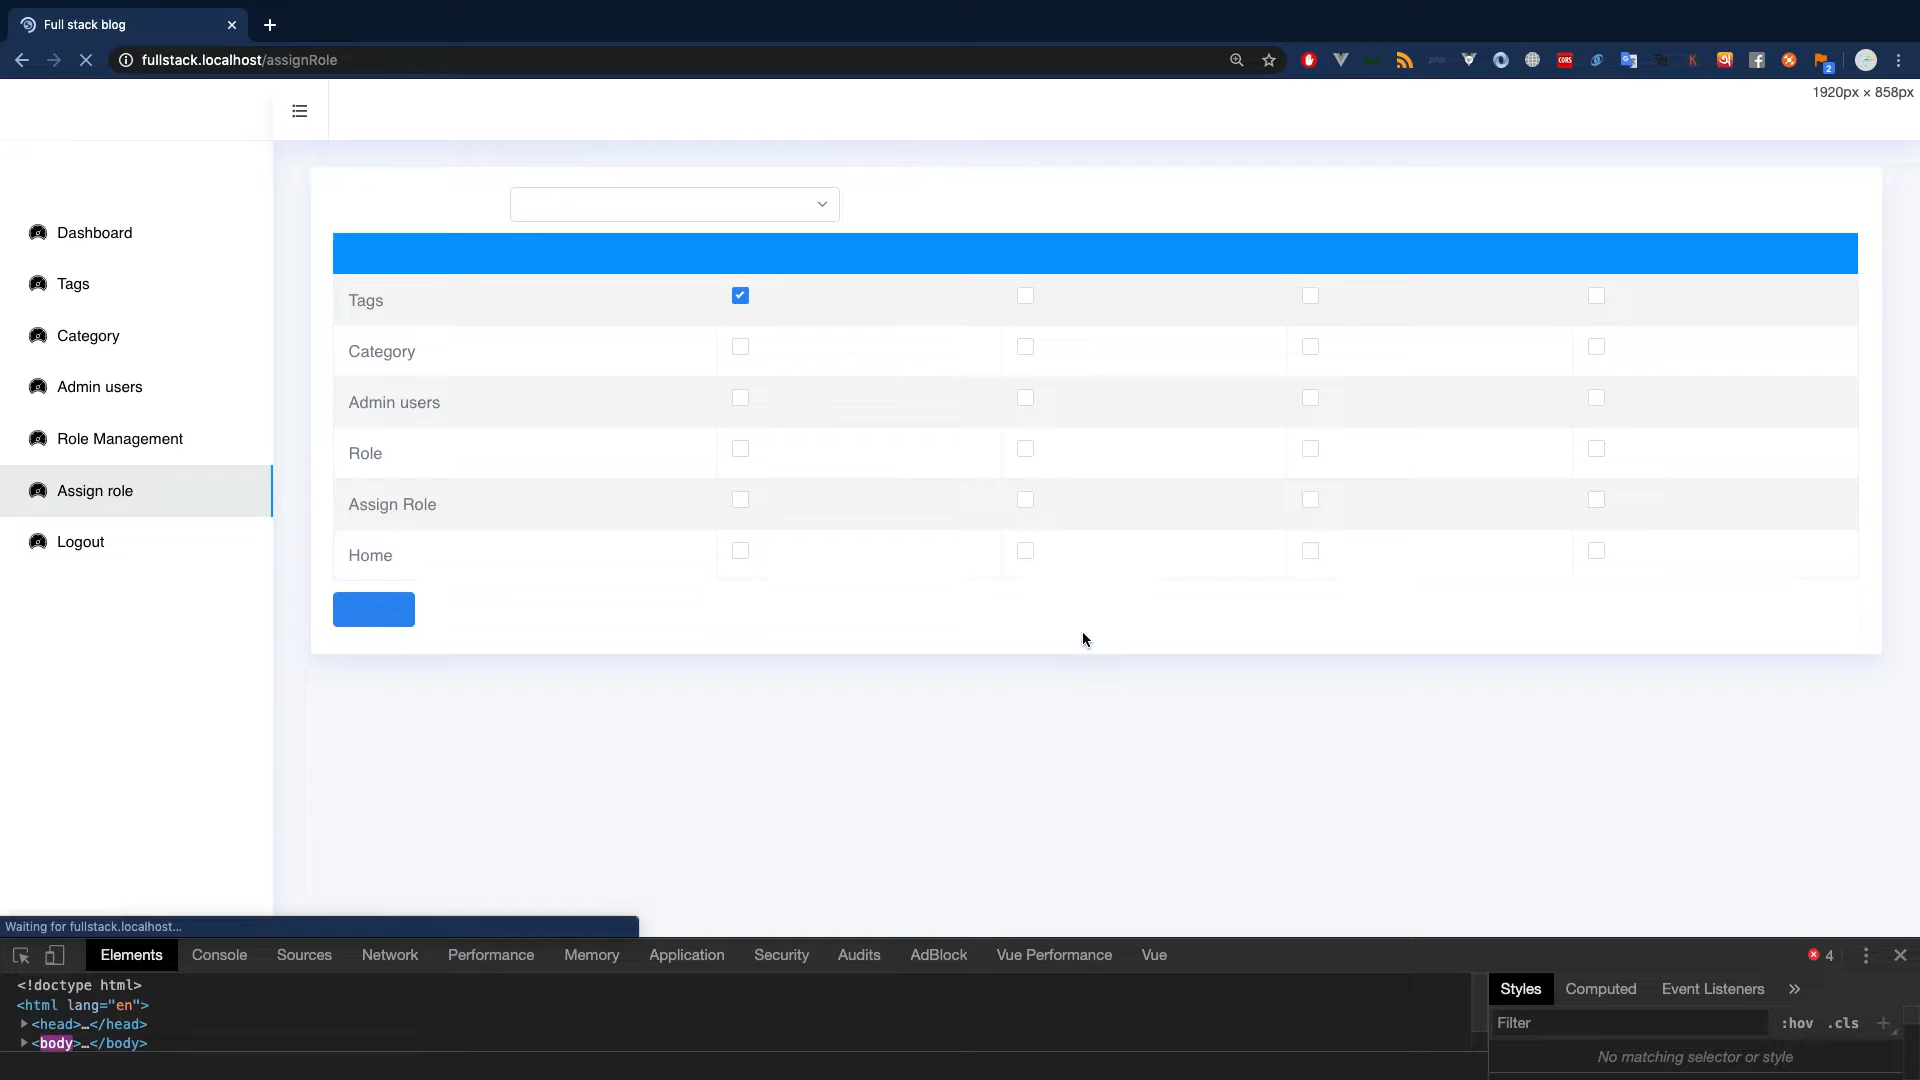 Full stack blog
fullstack.localhost/assignRole
1920px × 858px
Dashboard
Tags
Category
Admin users
Role Management
Assign role
Logout
Tags
Category
Admin users
Role
Assign Role
Home
Waiting for fullstack.localhost...
Elements Console Sources Network Performance Memory Application Security Audits AdBlock Vue Performance Vue 4
<!doctype html>
<html lang="en">
<head>…</head>
<body>…</body>
Styles Computed Event Listeners »
Filter :hov .cls +
No matching selector or style